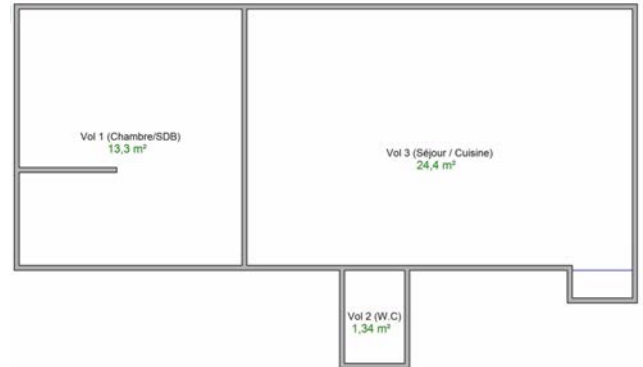 Vol 1 (Chambre/SDB)
13,3 m²
Vol 3 (Séjour / Cuisine)
24,4 m²
Vol 2 (W.C)
1,34 m²